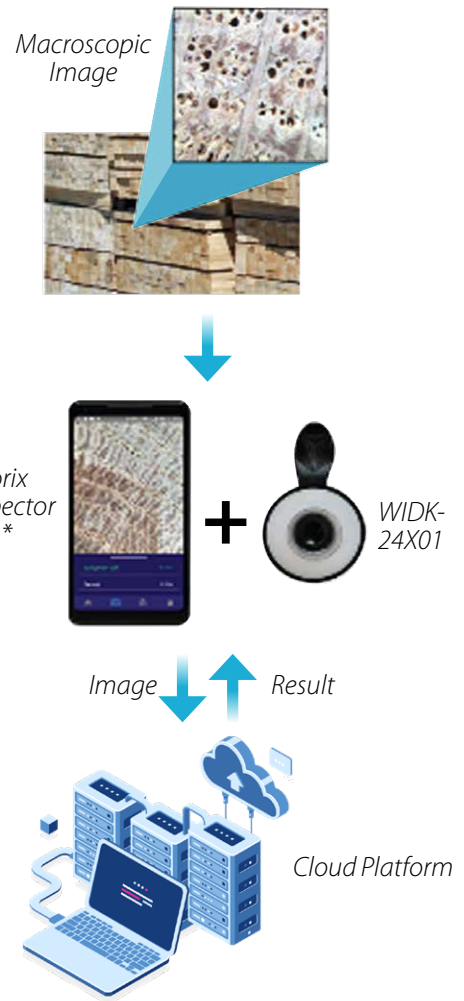 Macroscopic
Image
*
WIDK-
24X01
+
Image
Result
Cloud Platform